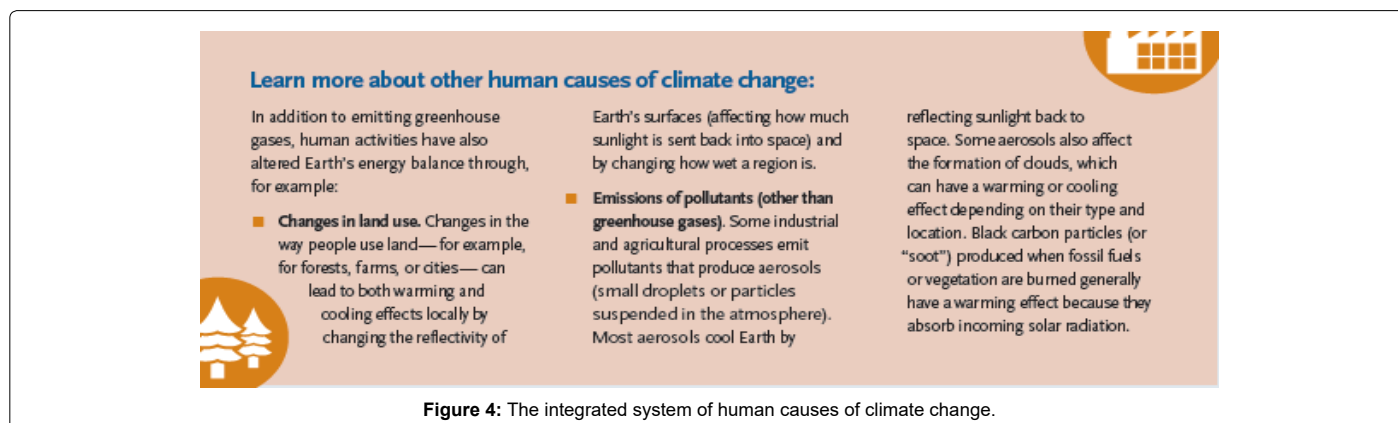 Learn more about other human causes of climate change:
In addition to emitting greenhouse
gases, human activities have also
altered Earth's energy balance through,
for example:
■ Changes in land use. Changes in the
way people use land—for example,
for forests, farms, or cities—can
lead to both warming and
cooling effects locally by
changing the reflectivity of
Earth's surfaces (affecting how much
sunlight is sent back into space) and
by changing how wet a region is.
■ Emissions of pollutants (other than
greenhouse gases). Some industrial
and agricultural processes emit
pollutants that produce aerosols
(small droplets or particles
suspended in the atmosphere).
Most aerosols cool Earth by
reflecting sunlight back to
space. Some aerosols also affect
the formation of clouds, which
can have a warming or cooling
effect depending on their type and
location. Black carbon particles (or
"soot") produced when fossil fuels
or vegetation are burned generally
have a warming effect because they
absorb incoming solar radiation.
Figure 4: The integrated system of human causes of climate change.